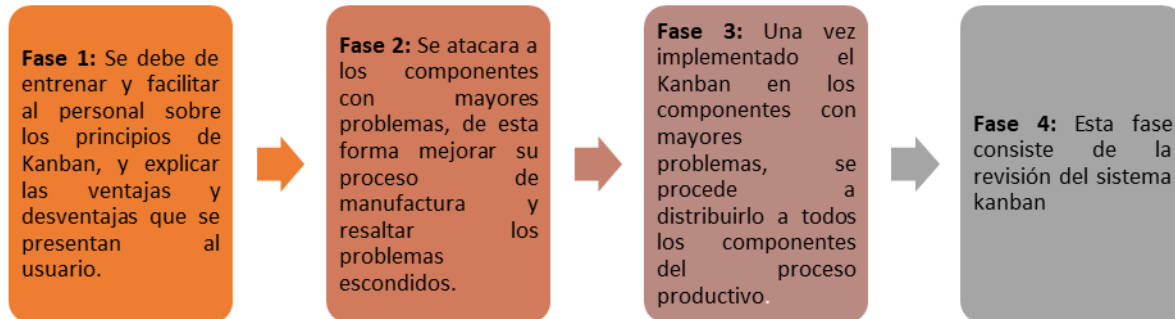 Fase 1: Se debe de
entrenar y facilitar
al personal sobre
los principios de
Kanban, y explicar
las ventajas y
desventajas que se
presentan al
usuario.
Fase 2: Se atacara a
los componentes
con mayores
problemas, de esta
forma mejorar su
proceso de
manufactura y
resaltar los
problemas
escondidos.
Fase 3: Una vez
implementado el
Kanban en los
componentes con
mayores
problemas, se
procede a
distribuirlo a todos
los componentes
del proceso
productivo.
Fase 4: Esta fase
consiste de la
revisión del sistema
kanban